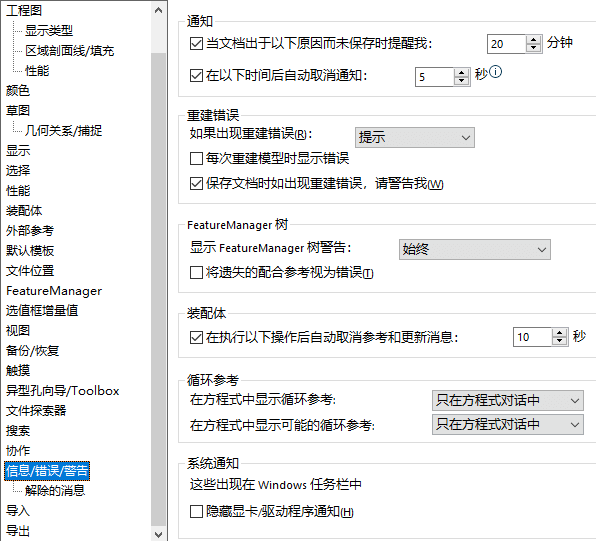 工程图
显示类型
区域剖面线/填充
性能
颜色
草图
几何关系/捕捉
显示
选择
性能
装配体
外部参考
默认模板
文件位置
FeatureManager
选值框增量值
视图
备份/恢复
触摸
异型孔向导/Toolbox
文件探索器
搜索
协作
信息/错误/警告
解除的消息
导入
导出
通知
当文档出于以下原因而未保存时提醒我: 20 分钟
在以下时间后自动取消通知: 5 秒
重建错误
如果出现重建错误(R): 提示
每次重建模型时显示错误
保存文档时如出现重建错误，请警告我(W)
FeatureManager 树
显示 FeatureManager 树警告: 始终
将遗失的配合参考视为错误(T)
装配体
在执行以下操作后自动取消参考和更新消息: 10 秒
循环参考
在方程式中显示循环参考: 只在方程式对话中
在方程式中显示可能的循环参考: 只在方程式对话中
系统通知
这些出现在 Windows 任务栏中
隐藏显卡/驱动程序通知(H)